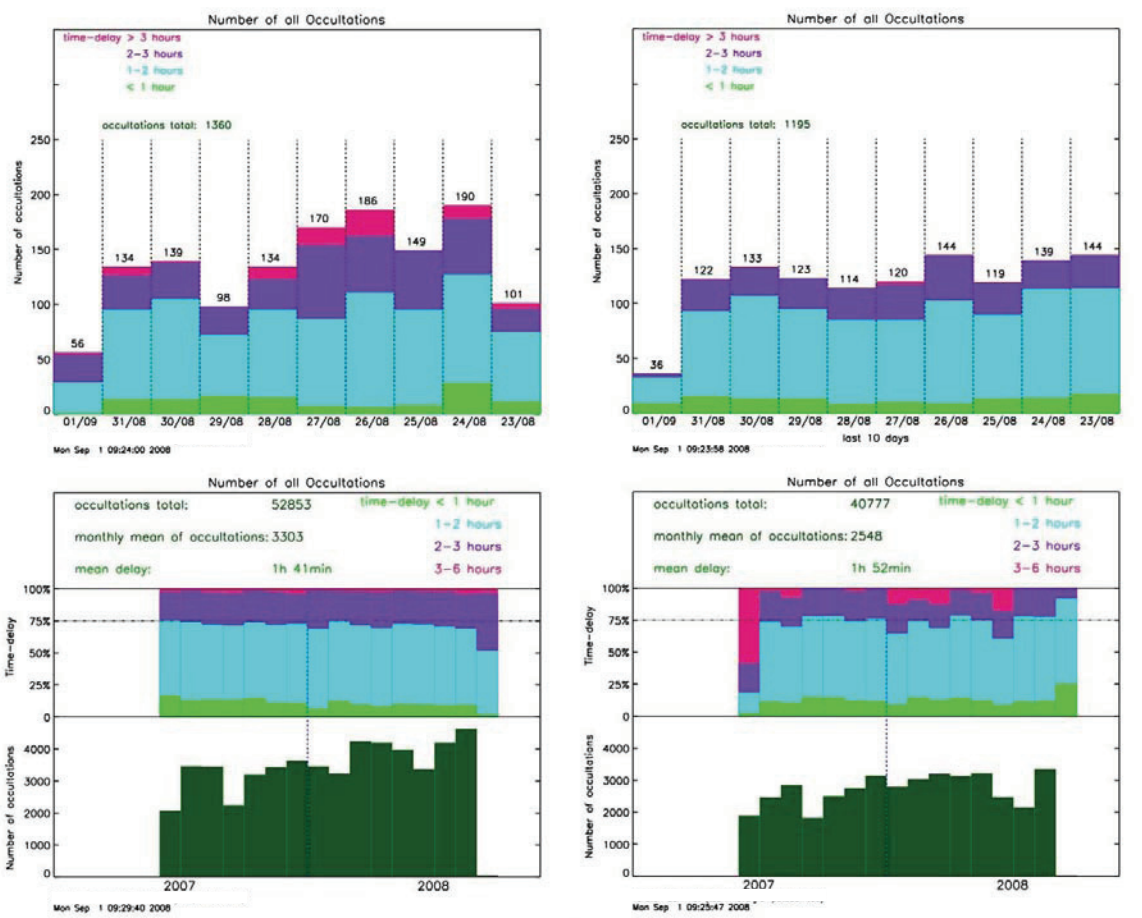 Number of all Occultations
time-delay > 3 hours
2-3 hours
1-2 hours
< 1 hour
occultations total: 1360
Number of occultations
250
200
150
100
50
0
56
134
139
98
134
170
186
149
190
101
01/09 31/08 30/08 29/08 28/08 27/08 26/08 25/08 24/08 23/08
Mon Sep 1 09:24:00 2008
Number of all Occultations
time-delay > 3 hours
2-3 hours
1-2 hours
< 1 hour
occultations total: 1195
Number of occultations
250
200
150
100
50
0
36
122
133
123
114
120
144
119
139
144
01/09 31/08 30/08 29/08 28/08 27/08 26/08 25/08 24/08 23/08
last 10 days
Mon Sep 1 09:23:58 2008
Number of all Occultations
occultations total: 52853 time-delay < 1 hour
1-2 hours
monthly mean of occultations: 3303
2-3 hours
mean delay: 1h 41min 3-6 hours
Time-delay
100%
75%
50%
25%
0
Number of occultations
4000
3000
2000
1000
0
2007 2008
Mon Sep 1 09:29:40 2008
Number of all Occultations
occultations total: 40777 time-delay < 1 hour
1-2 hours
monthly mean of occultations: 2548
2-3 hours
mean delay: 1h 52min 3-6 hours
Time-delay
100%
75%
50%
25%
0
Number of occultations
4000
3000
2000
1000
0
2007 2008
Mon Sep 1 09:25:47 2008